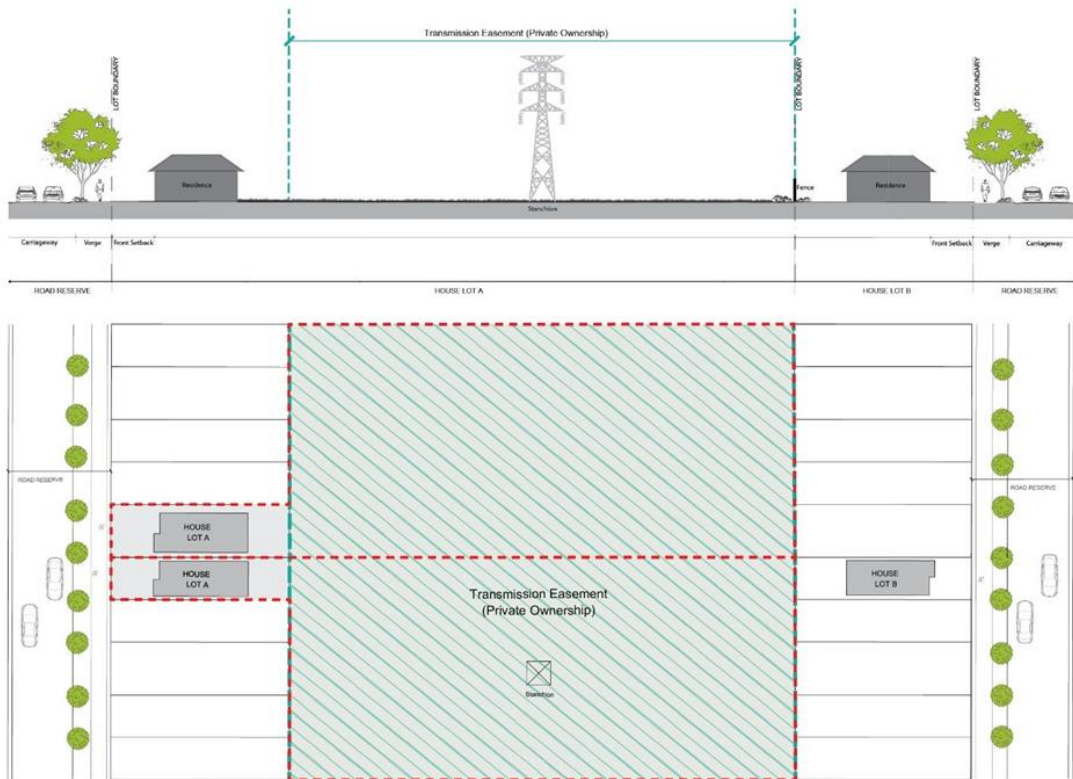 Transmission Easement (Private Ownership)
LOT BOUNDARY
LOT BOUNDARY
LOT BOUNDARY
Residence
Fence
Residence
Stanchion
Carriageway
Verge
Front Setback
Front Setback
Verge
Carriageway
ROAD RESERVE
HOUSE LOT A
HOUSE LOT B
ROAD RESERVE
ROAD RESERVE
ROAD RESERVE
HOUSE
LOT A
HOUSE
LOT A
HOUSE
LOT B
Transmission Easement
(Private Ownership)
Stanchion